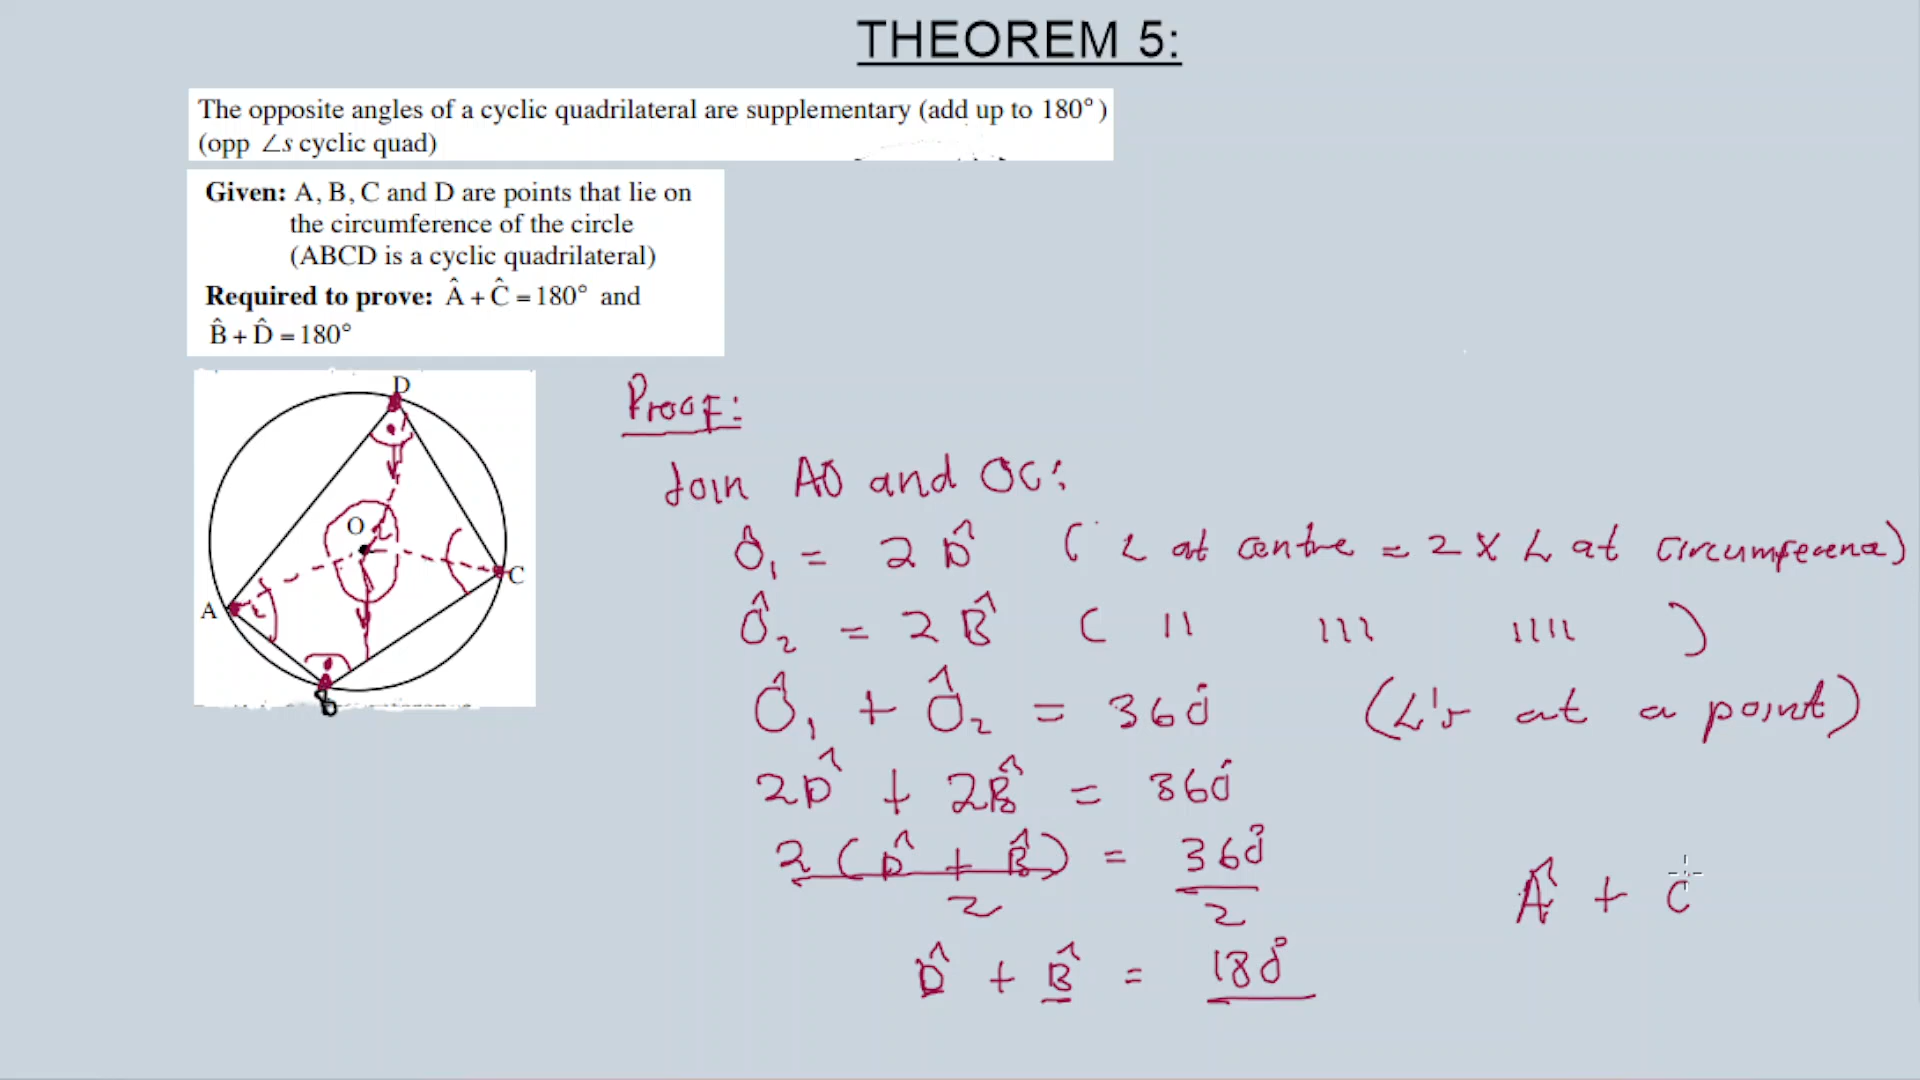 THEOREM 5:
The opposite angles of a cyclic quadrilateral are supplementary (add up to 180°)
(opp ∠s cyclic quad)
Given: A, B, C and D are points that lie on
the circumference of the circle
(ABCD is a cyclic quadrilateral)
Required to prove: Â + Ĉ = 180° and
B̂ + D̂ = 180°
D
O
C
A
B
Proof:
Join AO and OC:
Ô₁ = 2D̂ (∠ at centre = 2 × ∠ at circumference)
Ô₂ = 2B̂ ( 11 111 1111 )
Ô₁ + Ô₂ = 360° (∠'s at a point)
2D̂ + 2B̂ = 360°
2(D̂ + B̂) = 360°
2 2
D̂ + B̂ = 180°
Â + C